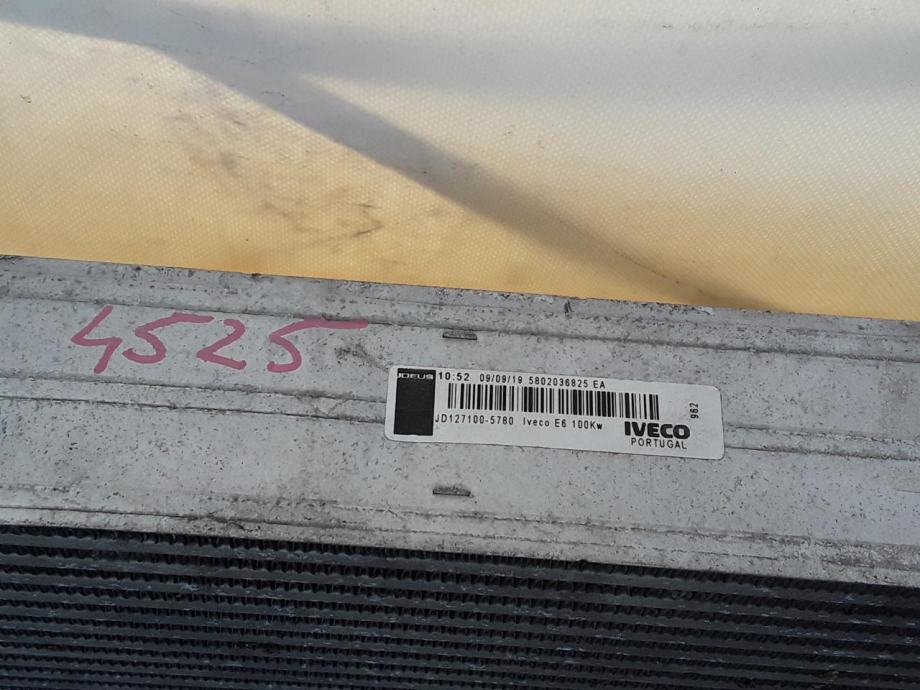 4525
JDEUS 10:52 09/09/19 5802036825 EA
962
JD127100-5780 Iveco E6 100Kw
IVECO
PORTUGAL